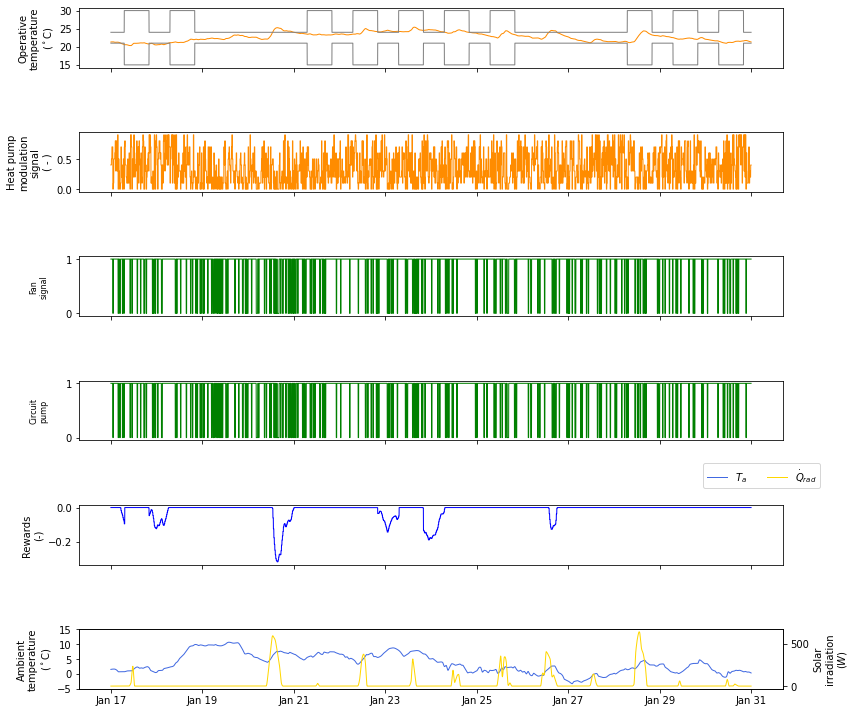 Operative
temperature
(°C)
30
25
20
15
Heat pump
modulation
signal
( - )
0.5
0.0
Fan
signal
1
0
Circuit
pump
1
0
T_a
Q̇_rad
Rewards
(-)
0.0
−0.2
Ambient
temperature
(°C)
15
10
5
0
−5
500
0
Solar
irradiation
(W)
Jan 17
Jan 19
Jan 21
Jan 23
Jan 25
Jan 27
Jan 29
Jan 31